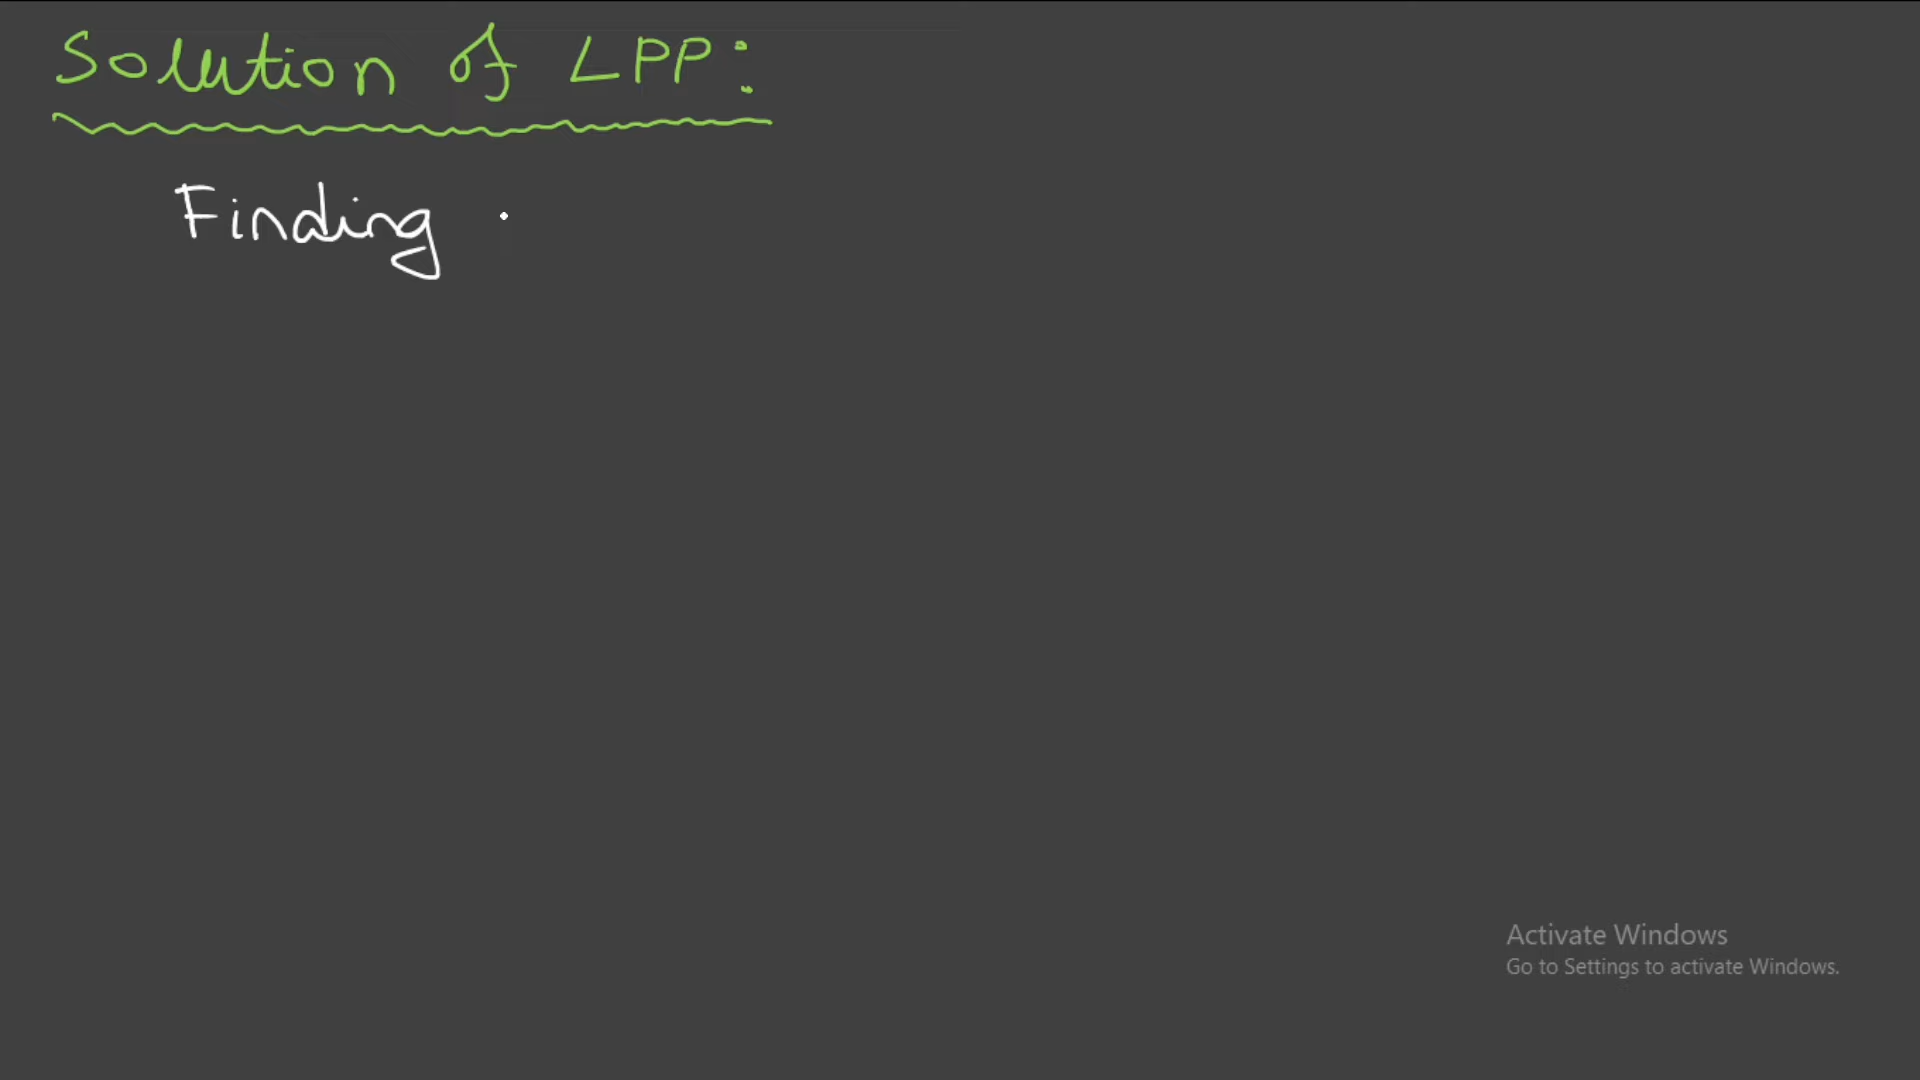 Solution of LPP:
Finding
Activate Windows
Go to Settings to activate Windows.